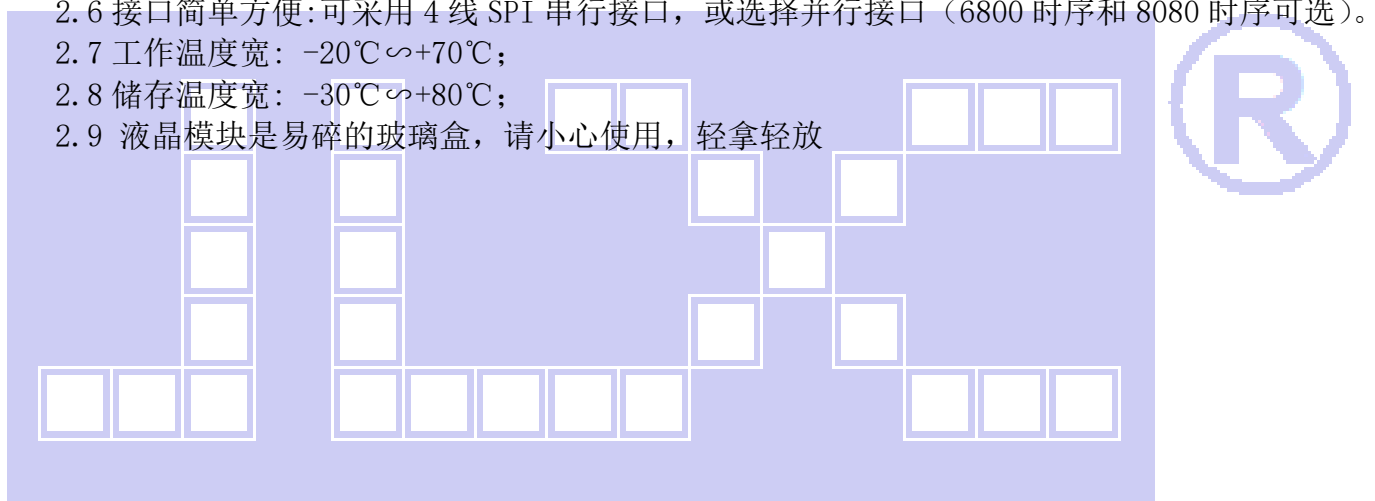 2.6 接口简单方便:可采用 4 线 SPI 串行接口，或选择并行接口（6800 时序和 8080 时序可选）。
2.7 工作温度宽: -20℃∽+70℃;
2.8 储存温度宽: -30℃∽+80℃;
2.9 液晶模块是易碎的玻璃盒，请小心使用，轻拿轻放
JLX
®